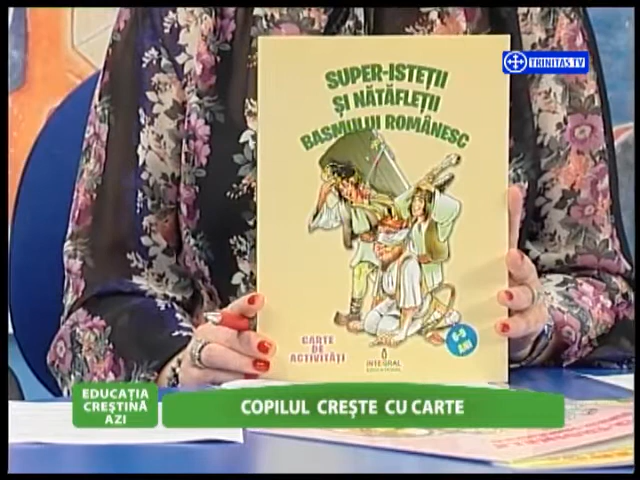 TRINITAS TV
SUPER-ISTEȚII
ȘI NĂTĂFLEȚII
BASMULUI ROMÂNESC
CARTE
DE
ACTIVITĂȚI
INTEGRAL
EDUCAȚIONAL
6-9
ANI
EDUCAȚIA
CREȘTINĂ
AZI
COPILUL CREȘTE CU CARTE